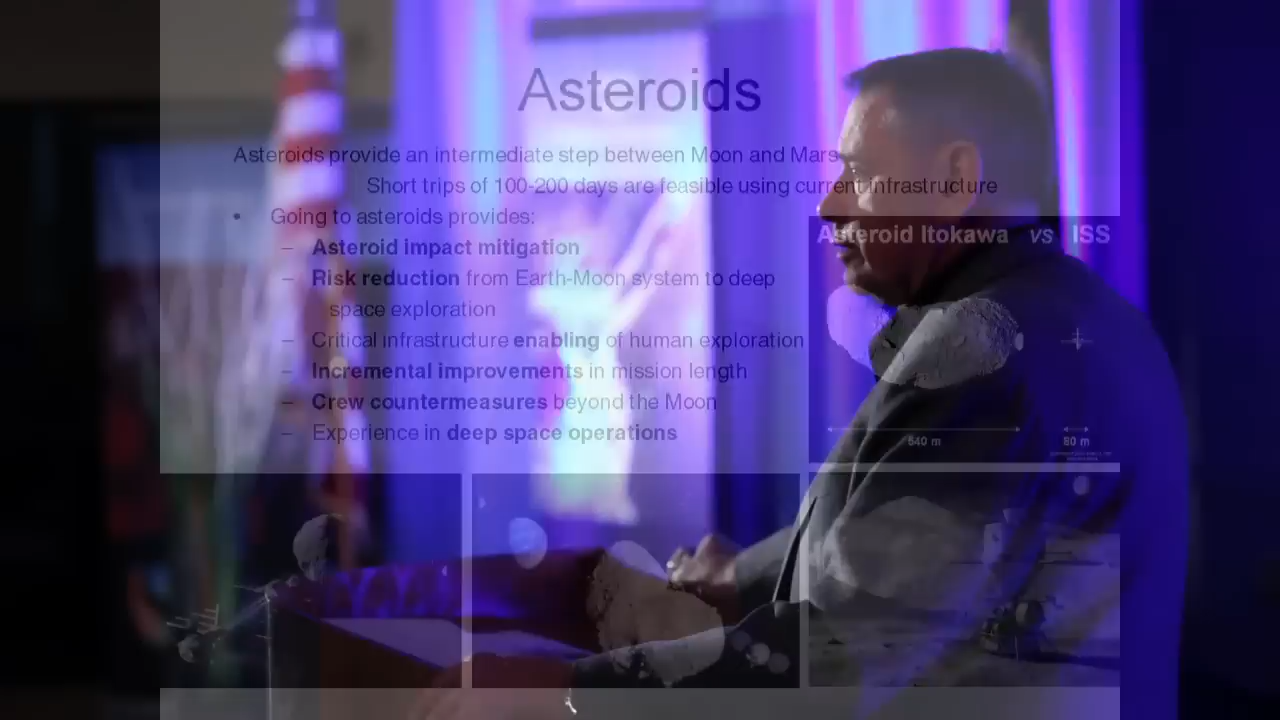 Asteroids
Asteroids provide an intermediate step between Moon and Mars
Short trips of 100-200 days are feasible using current infrastructure
• Going to asteroids provides:
– Asteroid impact mitigation
– Risk reduction from Earth-Moon system to deep
space exploration
– Critical infrastructure enabling of human exploration
– Incremental improvements in mission length
– Crew countermeasures beyond the Moon
– Experience in deep space operations
Asteroid Itokawa vs ISS
540 m
80 m